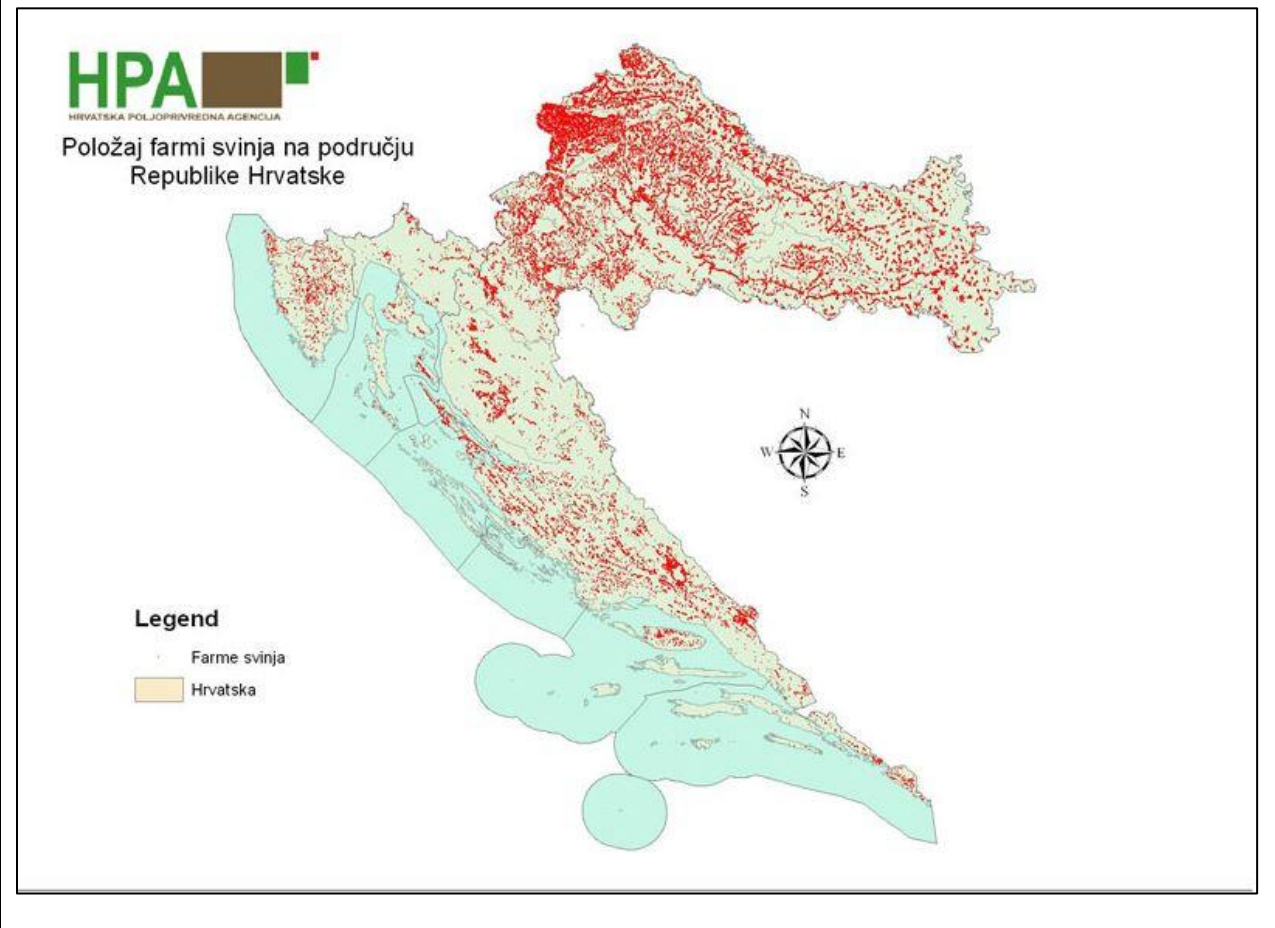 HPA
HRVATSKA POLJOPRIVREDNA AGENCIJA
Položaj farmi svinja na području
Republike Hrvatske
N
W E
S
Legend
Farme svinja
Hrvatska